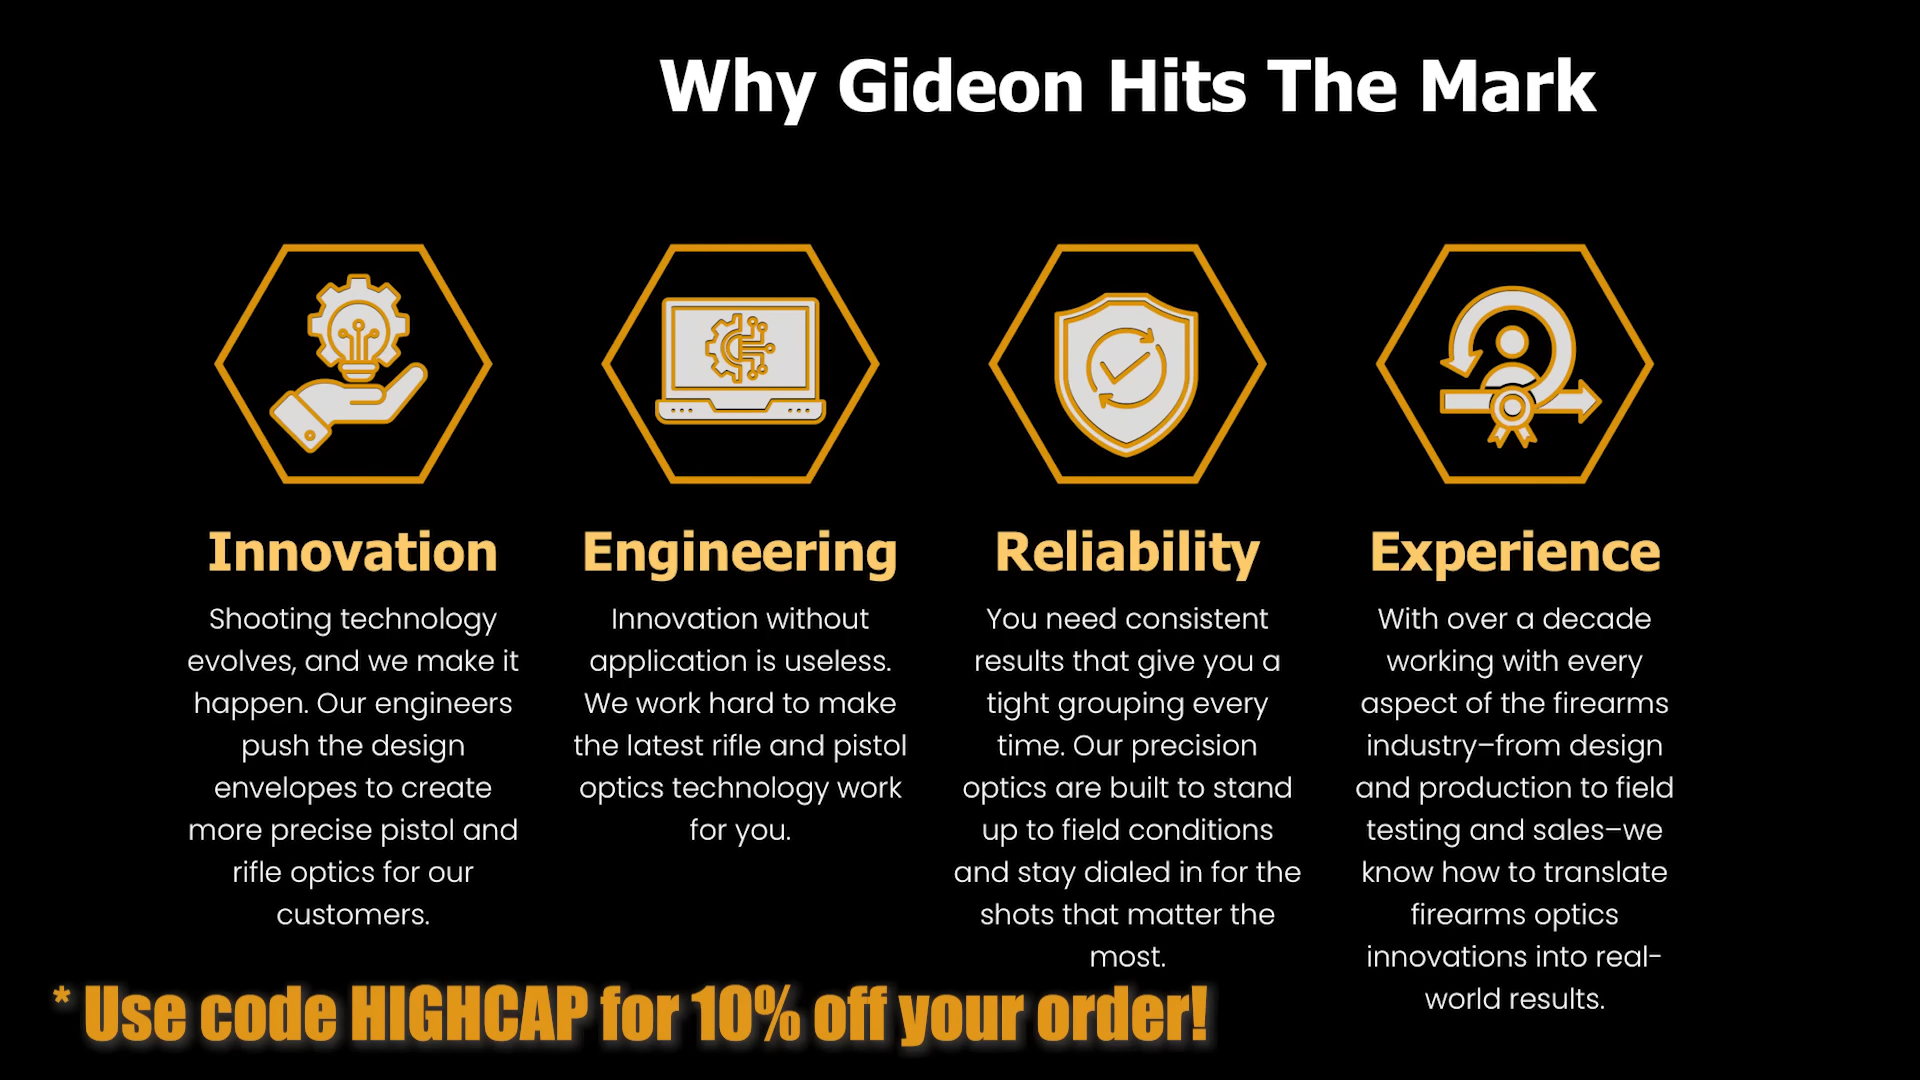 Why Gideon Hits The Mark
Innovation
Shooting technology
evolves, and we make it
happen. Our engineers
push the design
envelopes to create
more precise pistol and
rifle optics for our
customers.
Engineering
Innovation without
application is useless.
We work hard to make
the latest rifle and pistol
optics technology work
for you.
Reliability
You need consistent
results that give you a
tight grouping every
time. Our precision
optics are built to stand
up to field conditions
and stay dialed in for the
shots that matter the
most.
Experience
With over a decade
working with every
aspect of the firearms
industry–from design
and production to field
testing and sales–we
know how to translate
firearms optics
innovations into real-
world results.
* Use code HIGHCAP for 10% off your order!